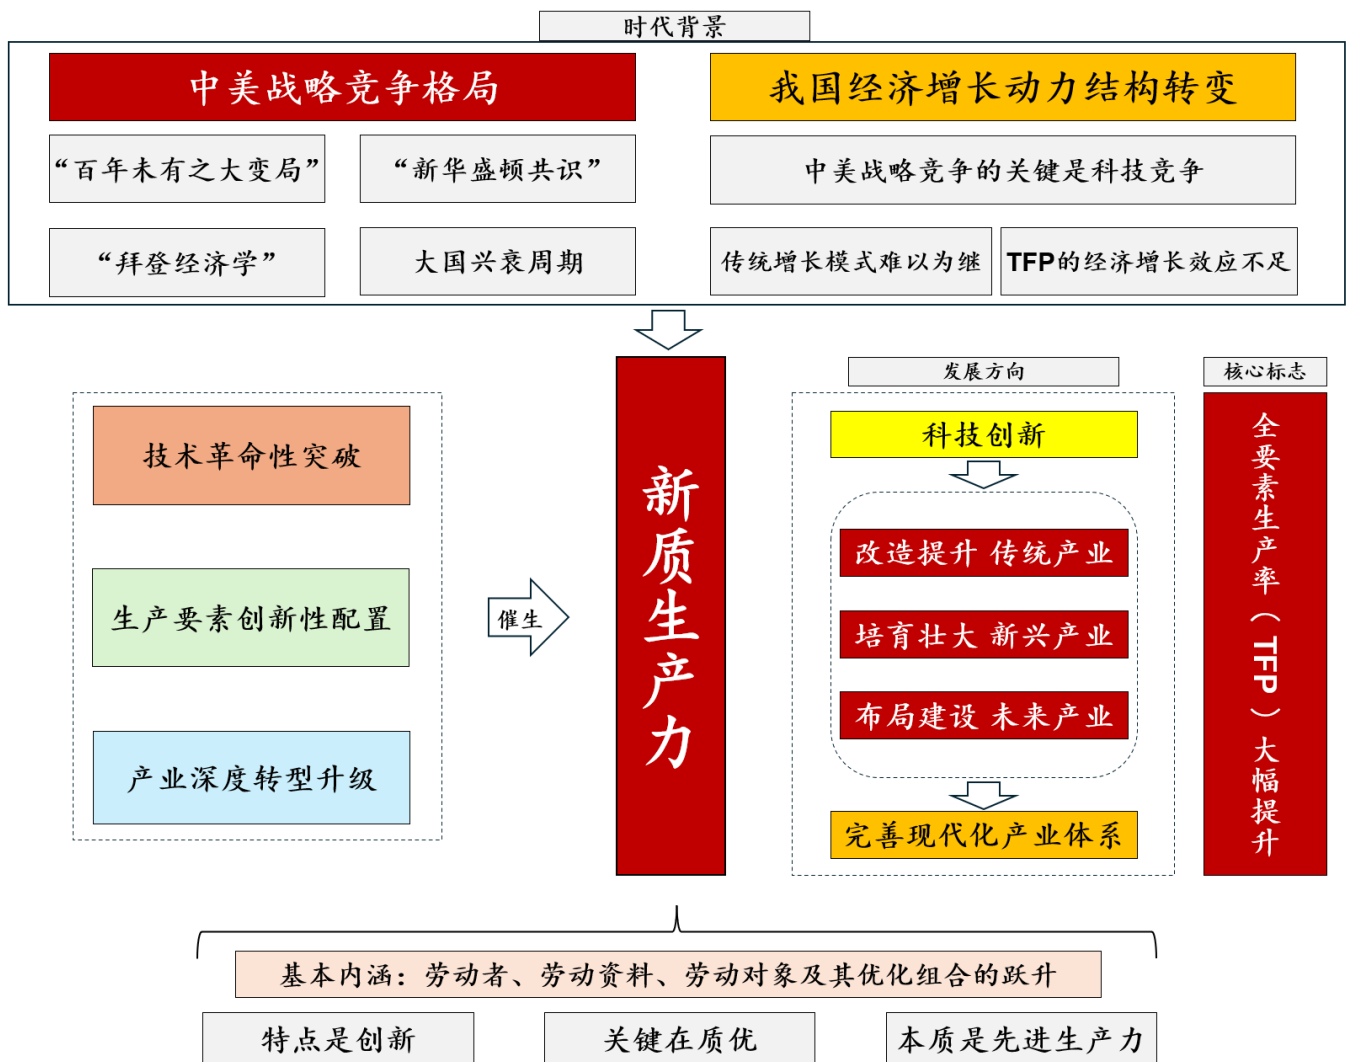 时代背景
中美战略竞争格局
我国经济增长动力结构转变
“百年未有之大变局”
“新华盛顿共识”
中美战略竞争的关键是科技竞争
“拜登经济学”
大国兴衰周期
传统增长模式难以为继
TFP的经济增长效应不足
技术革命性突破
生产要素创新性配置
产业深度转型升级
催生
新质生产力
发展方向
科技创新
改造提升 传统产业
培育壮大 新兴产业
布局建设 未来产业
完善现代化产业体系
核心标志
全要素生产率（TFP）大幅提升
基本内涵：劳动者、劳动资料、劳动对象及其优化组合的跃升
特点是创新
关键在质优
本质是先进生产力